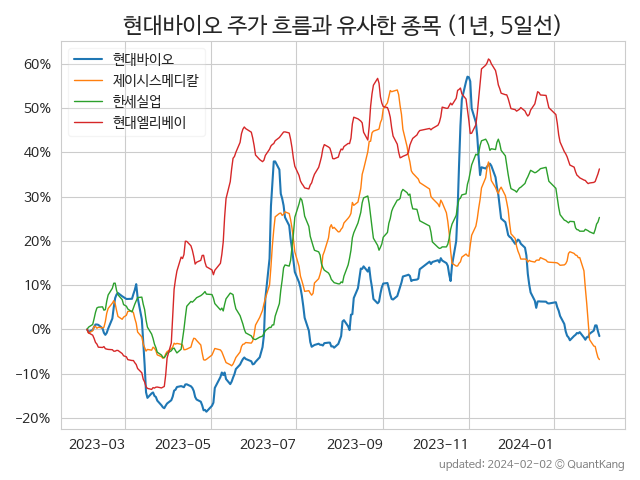 현대바이오 주가 흐름과 유사한 종목 (1년, 5일선)
현대바이오
제이시스메디칼
한세실업
현대엘리베이
60%
50%
40%
30%
20%
10%
0%
−10%
−20%
2023-03 2023-05 2023-07 2023-09 2023-11 2024-01
updated: 2024-02-02 © QuantKang